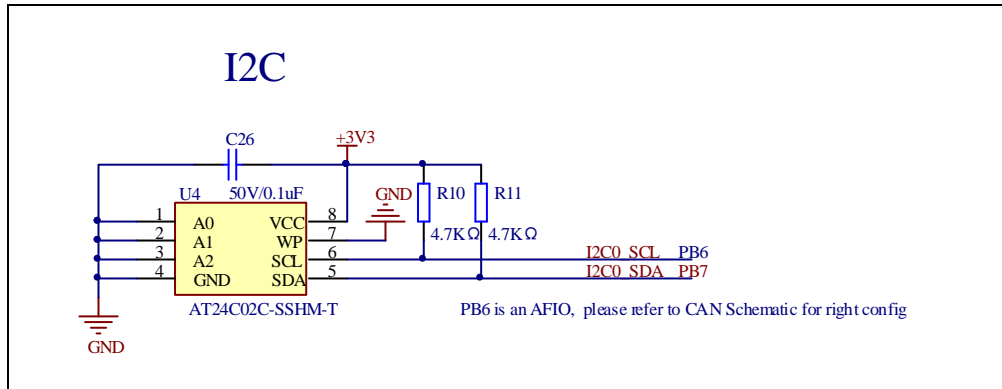 I2C
C26
+3V3
U4
50V/0.1uF
GND
R10
R11
1
A0
VCC
8
2
A1
WP
7
4.7KΩ
4.7KΩ
3
A2
SCL
6
I2C0_SCL
PB6
4
GND
SDA
5
I2C0_SDA
PB7
AT24C02C-SSHM-T
PB6 is an AFIO, please refer to CAN Schematic for right config
GND